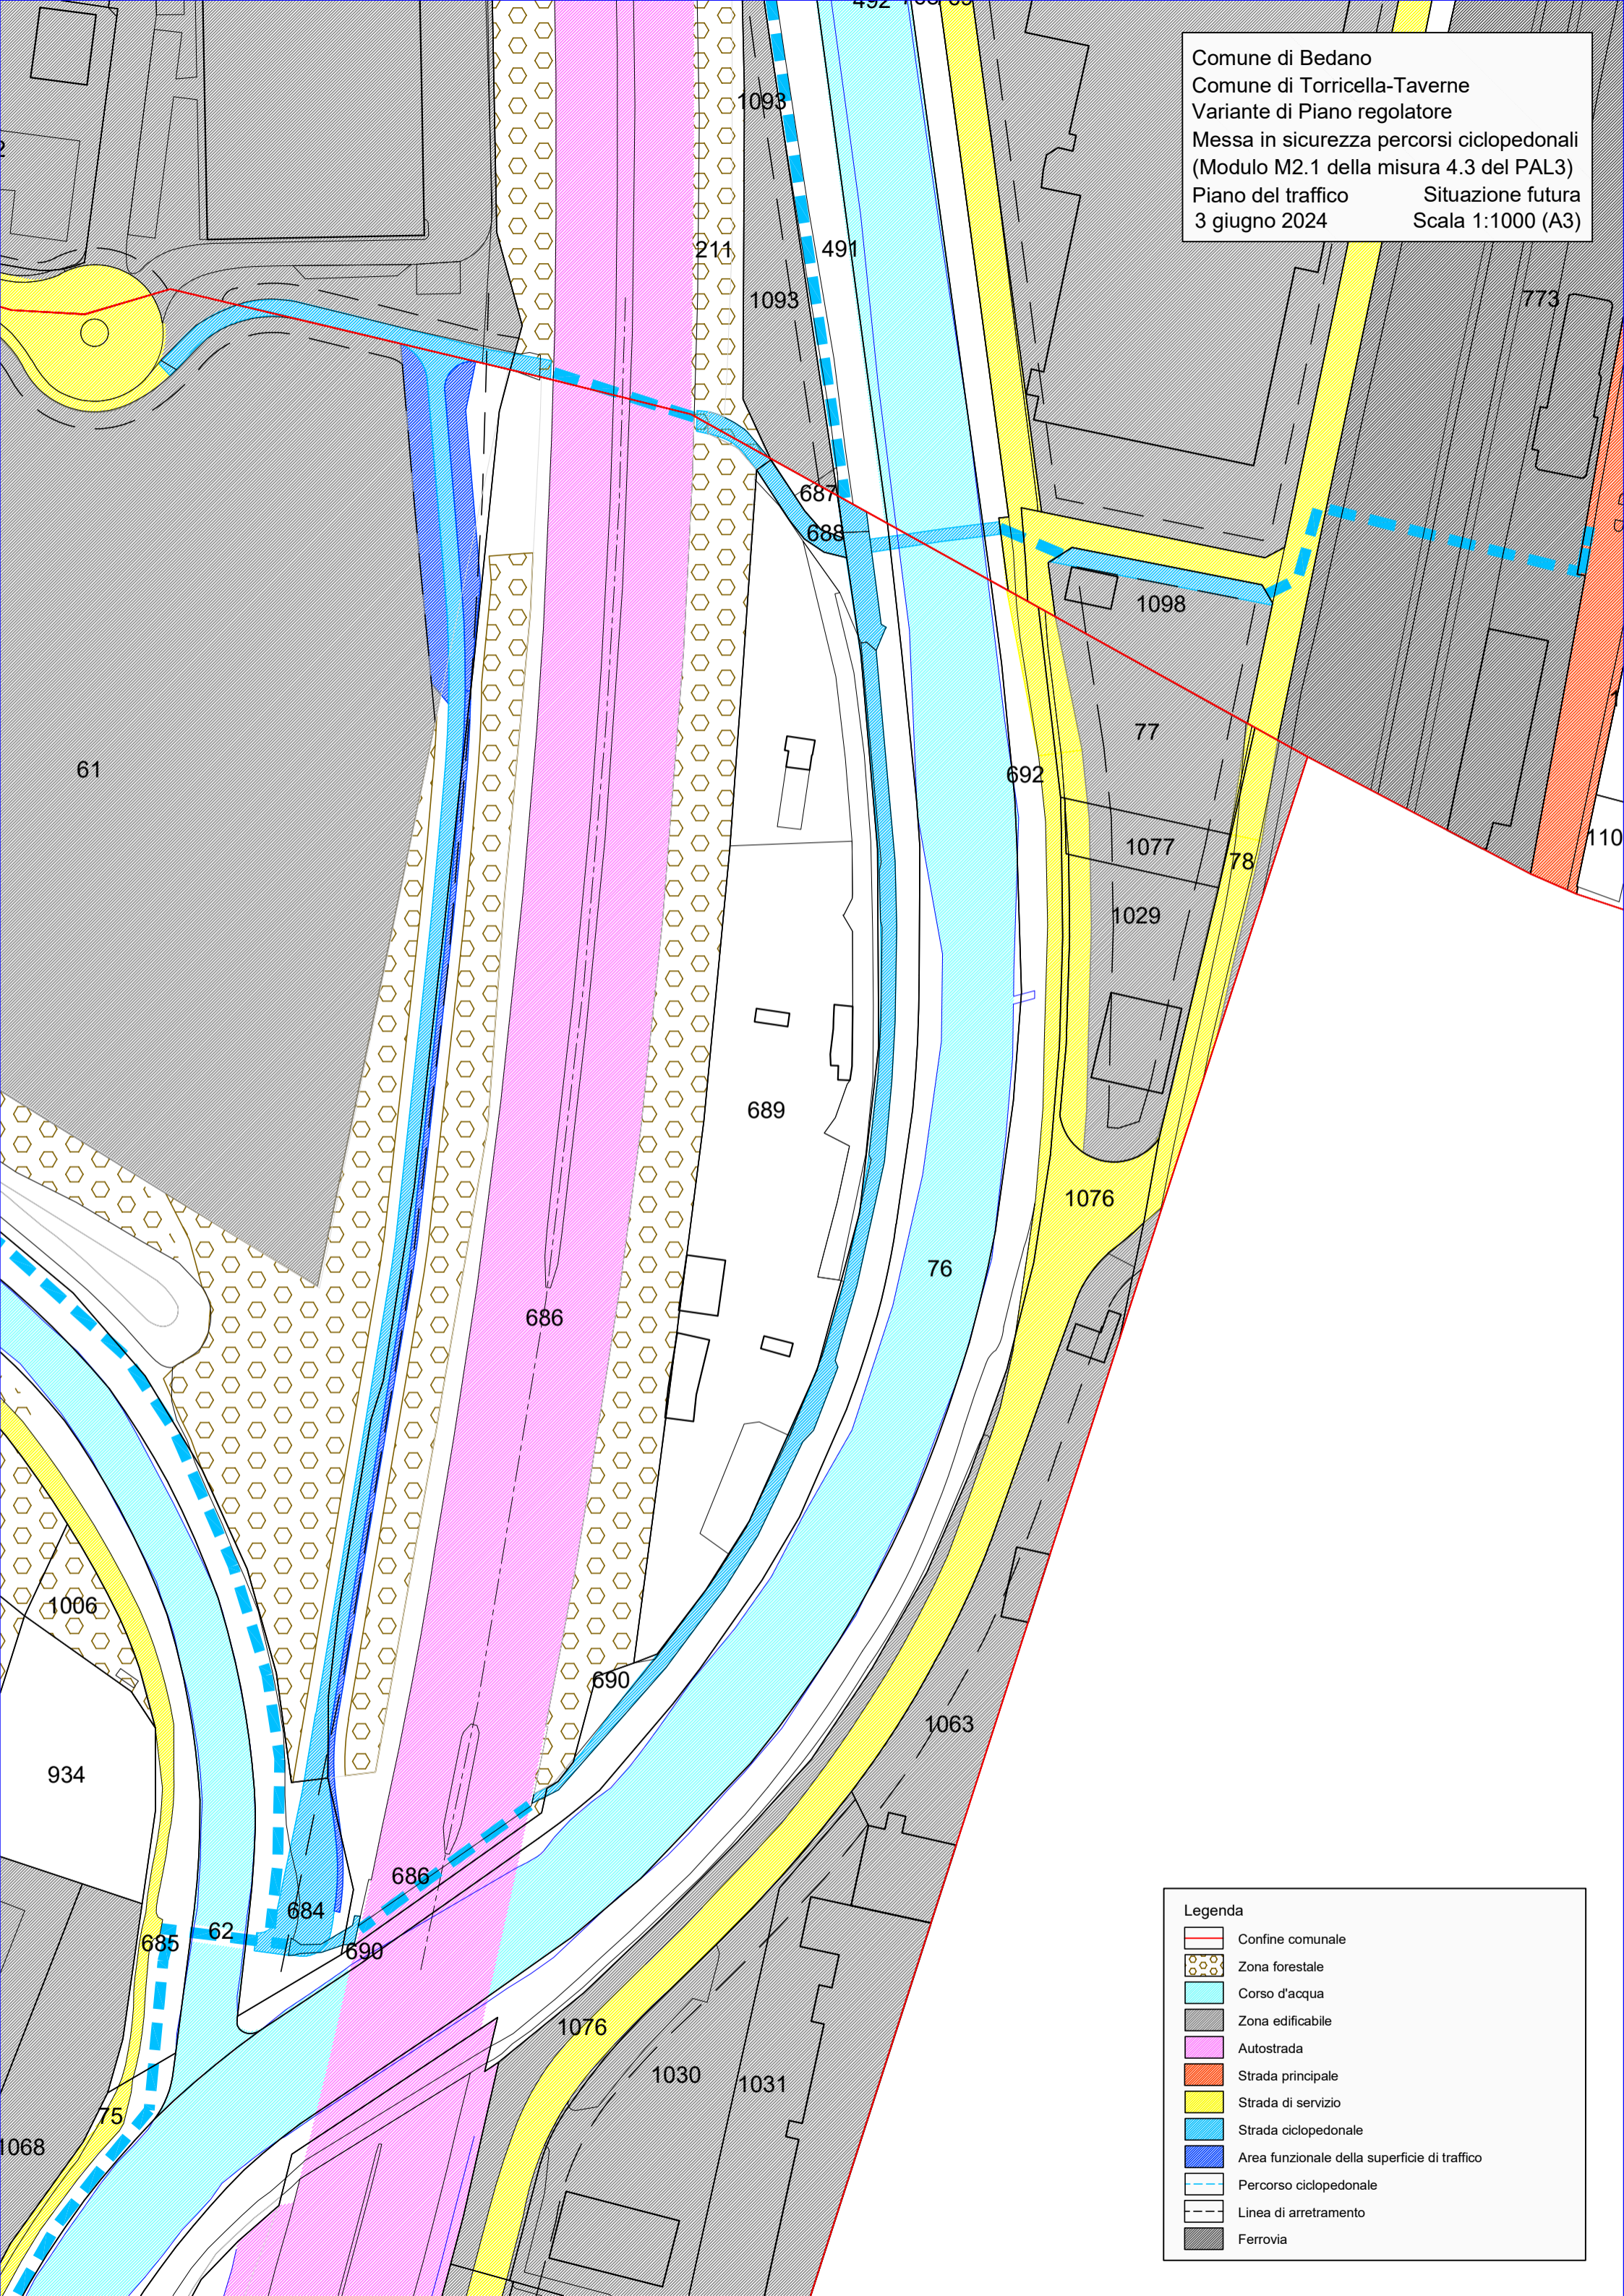 492
1093
Comune di Bedano
Comune di Torricella-Taverne
Variante di Piano regolatore
Messa in sicurezza percorsi ciclopedonali
(Modulo M2.1 della misura 4.3 del PAL3)
Piano del traffico Situazione futura
3 giugno 2024 Scala 1:1000 (A3)
211
491
1093
773
687
688
1098
77
61
692
110
1077
78
1029
689
1076
76
686
1006
690
1063
934
686
684
62
685
690
1076
1030
1031
75
1068
Legenda
Confine comunale
Zona forestale
Corso d'acqua
Zona edificabile
Autostrada
Strada principale
Strada di servizio
Strada ciclopedonale
Area funzionale della superficie di traffico
Percorso ciclopedonale
Linea di arretramento
Ferrovia